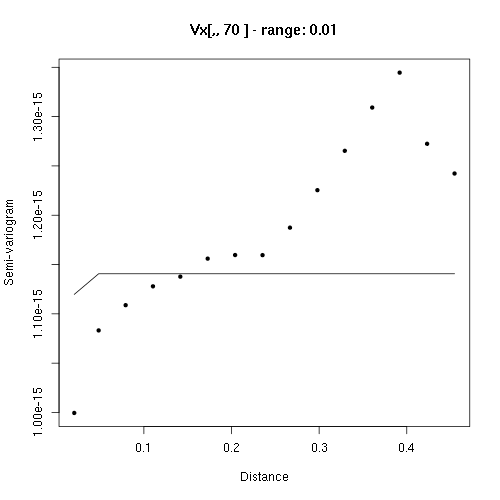 Vx[,, 70 ] - range: 0.01
1.30e-15
1.20e-15
1.10e-15
1.00e-15
Semi-variogram
0.1 0.2 0.3 0.4
Distance